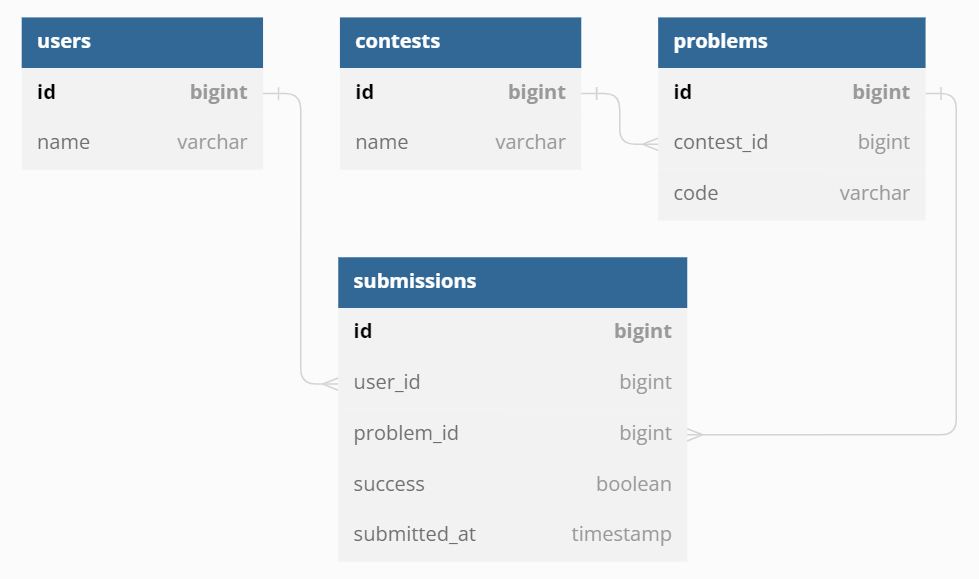 users
id bigint
name varchar
contests
id bigint
name varchar
problems
id bigint
contest_id bigint
code varchar
submissions
id bigint
user_id bigint
problem_id bigint
success boolean
submitted_at timestamp